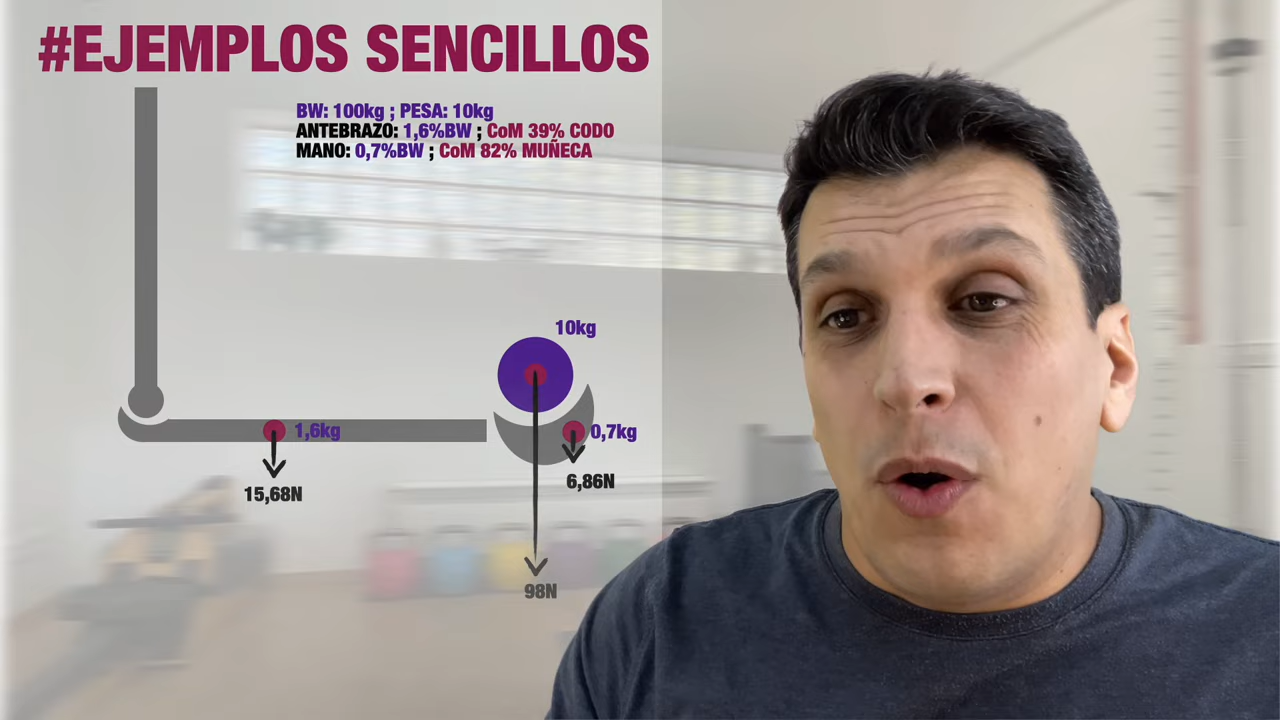 #EJEMPLOS SENCILLOS
BW: 100kg ; PESA: 10kg
ANTEBRAZO: 1,6%BW ; CoM 39% CODO
MANO: 0,7%BW ; CoM 82% MUÑECA
10kg
1,6kg
0,7kg
15,68N
6,86N
98N